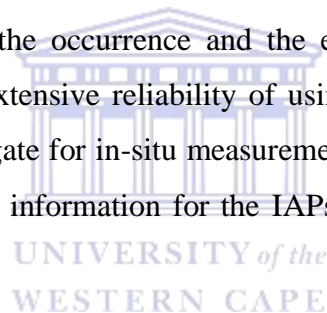 the occurrence and the e
xtensive reliability of usi
gate for in-situ measureme
information for the IAPs
UNIVERSITY of the
WESTERN CAPE